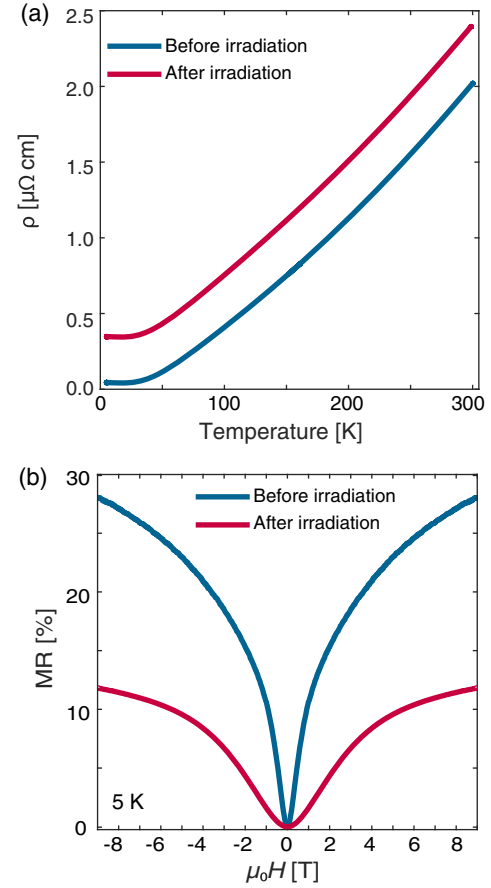 (a)
2.5
2.0
1.5
1.0
0.5
0.0
ρ [μΩ cm]
Before irradiation
After irradiation
0 100 200 300
Temperature [K]
(b)
30
20
10
0
MR [%]
Before irradiation
After irradiation
5 K
-8 -6 -4 -2 0 2 4 6 8
μ₀H [T]